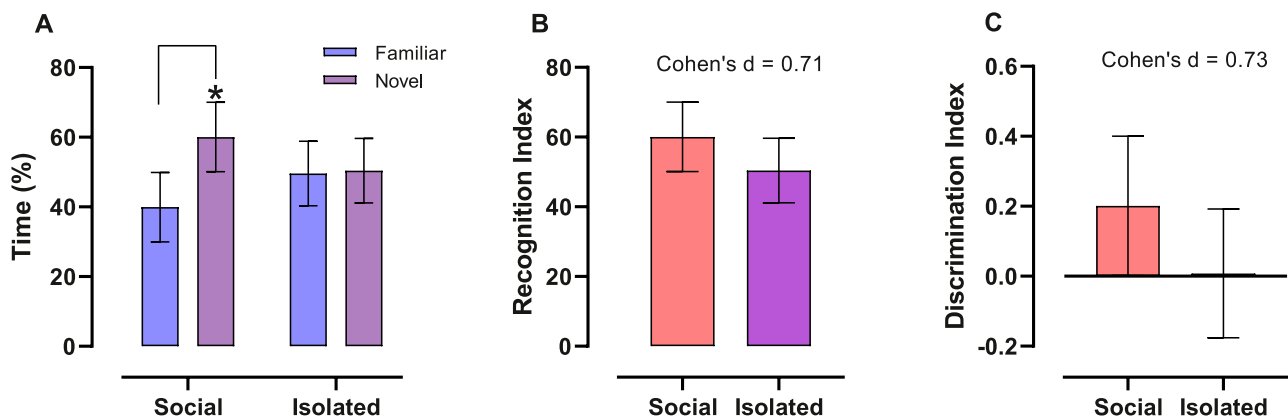 A
Familiar
Novel
*
Time (%)
80
60
40
20
0
Social Isolated
B
Cohen's d = 0.71
Recognition Index
80
60
40
20
0
Social Isolated
C
Cohen's d = 0.73
Discrimination Index
0.6
0.4
0.2
0.0
-0.2
Social Isolated